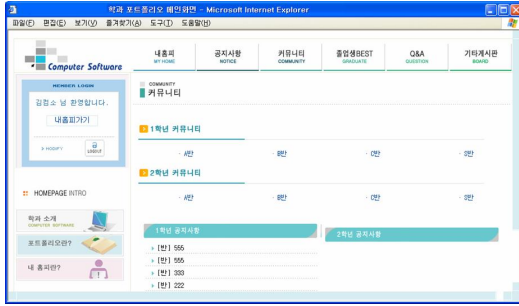 학과 포트폴리오 메인화면 - Microsoft Internet Explorer
파일(F) 편집(E) 보기(V) 즐겨찾기(A) 도구(T) 도움말(H)
Computer Software
내홈피 공지사항 커뮤니티 졸업생BEST Q&A 기타게시판
MY HOME NOTICE COMMUNITY GRADUATE QUESTION BOARD
MEMBER LOGIN
김컴소 님 환영합니다.
내홈피가기
MODIFY LOGOUT
COMMUNITY
커뮤니티
1학년 커뮤니티
A반 B반 C반 S반
2학년 커뮤니티
A반 B반 C반 S반
HOMEPAGE INTRO
학과 소개
COMPUTER SOFTWARE
포트폴리오란?
내 홈피란?
1학년 공지사항 2학년 공지사항
[반] 555
[반] 555
[반] 333
[반] 222